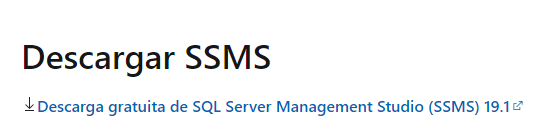 Descargar SSMS
Descarga gratuita de SQL Server Management Studio (SSMS) 19.1